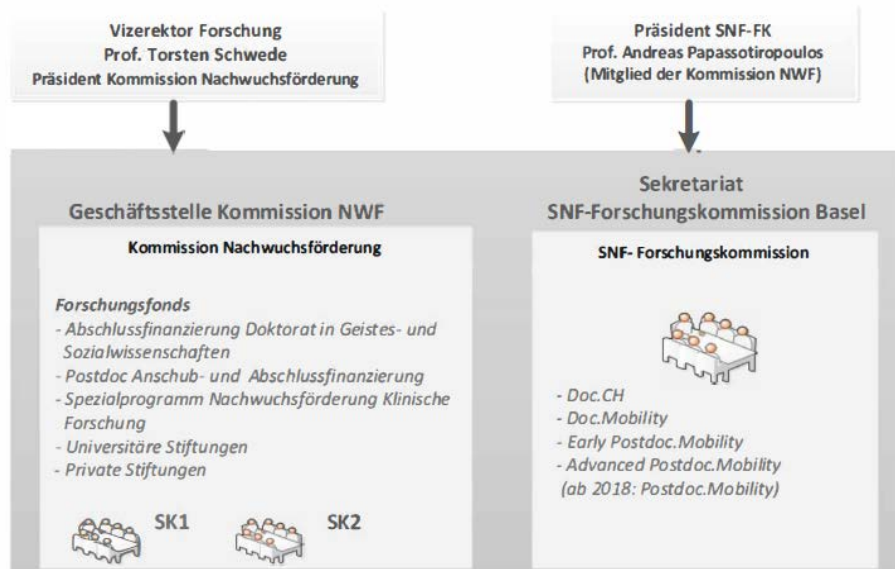 Vizerektor Forschung
Prof. Torsten Schwede
Präsident Kommission Nachwuchsförderung
Präsident SNF-FK
Prof. Andreas Papassotiropoulos
(Mitglied der Kommission NWF)
Geschäftsstelle Kommission NWF
Kommission Nachwuchsförderung
Forschungsfonds
- Abschlussfinanzierung Doktorat in Geistes- und
Sozialwissenschaften
- Postdoc Anschub- und Abschlussfinanzierung
- Spezialprogramm Nachwuchsförderung Klinische
Forschung
- Universitäre Stiftungen
- Private Stiftungen
SK1
SK2
Sekretariat
SNF-Forschungskommission Basel
SNF- Forschungskommission
- Doc.CH
- Doc.Mobility
- Early Postdoc.Mobility
- Advanced Postdoc.Mobility
(ab 2018: Postdoc.Mobility)